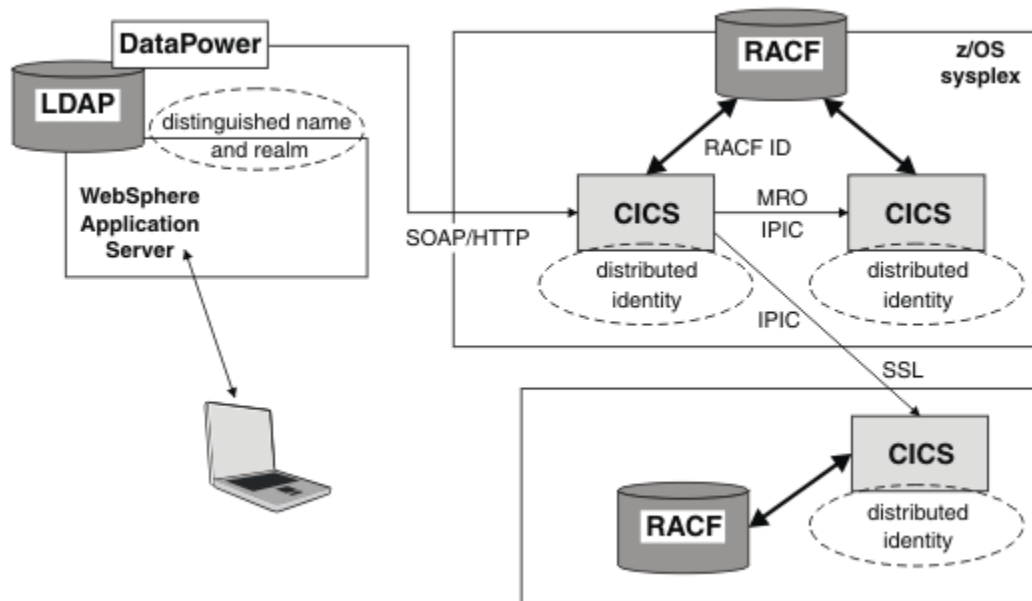 DataPower
LDAP
distinguished name
and realm
WebSphere
Application
Server
SOAP/HTTP
RACF
z/OS
sysplex
RACF ID
CICS
MRO
IPIC
CICS
distributed
identity
distributed
identity
IPIC
SSL
CICS
RACF
distributed
identity